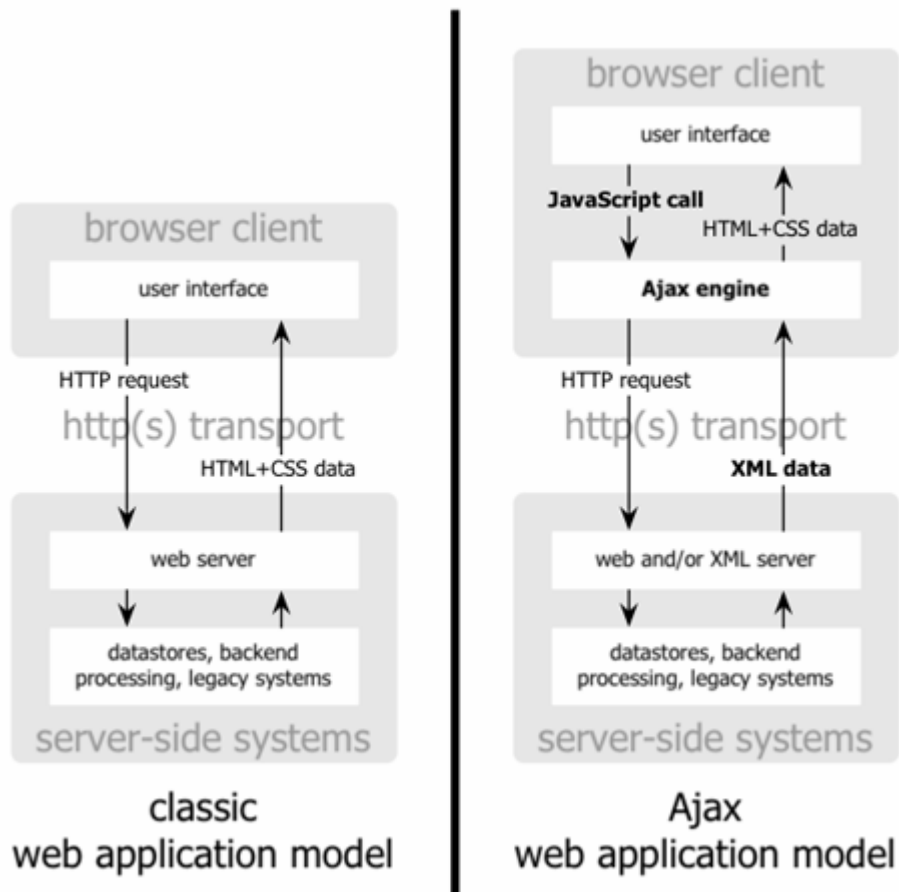 browser client
user interface
HTTP request
http(s) transport
HTML+CSS data
web server
datastores, backend
processing, legacy systems
server-side systems
classic
web application model
browser client
user interface
JavaScript call
HTML+CSS data
Ajax engine
HTTP request
http(s) transport
XML data
web and/or XML server
datastores, backend
processing, legacy systems
server-side systems
Ajax
web application model